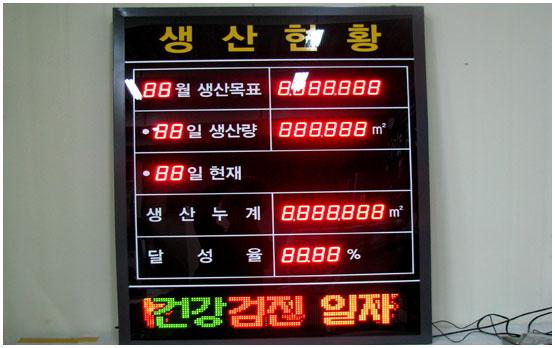 생산현황
88월 생산목표 8,888,888
88일 생산량 888,888 m²
88일 현재
생산누계 8,888,888 m²
달성율 88.88 %
건강검진 일자